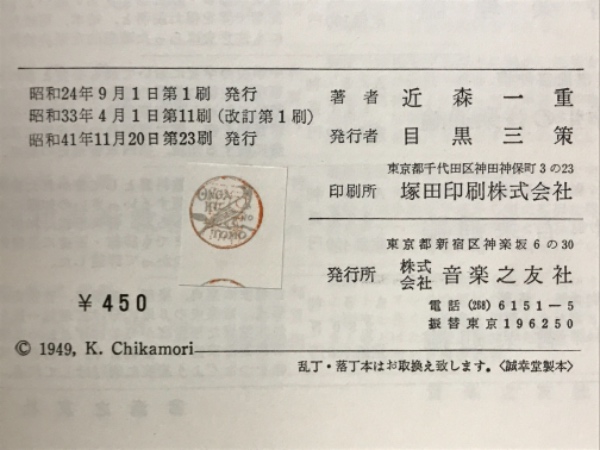 昭和24年9月1日第1刷 発行
昭和33年4月1日第11刷(改訂第1刷)
昭和41年11月20日第23刷 発行
著者 近森一重
発行者 目黒三策
東京都千代田区神田神保町3の23
印刷所 塚田印刷株式会社
東京都新宿区神楽坂6の30
発行所 株式会社 音楽之友社
電話(268)6151—5
振替東京196250
¥450
© 1949, K. Chikamori
乱丁・落丁本はお取換え致します。〈誠幸堂製本〉